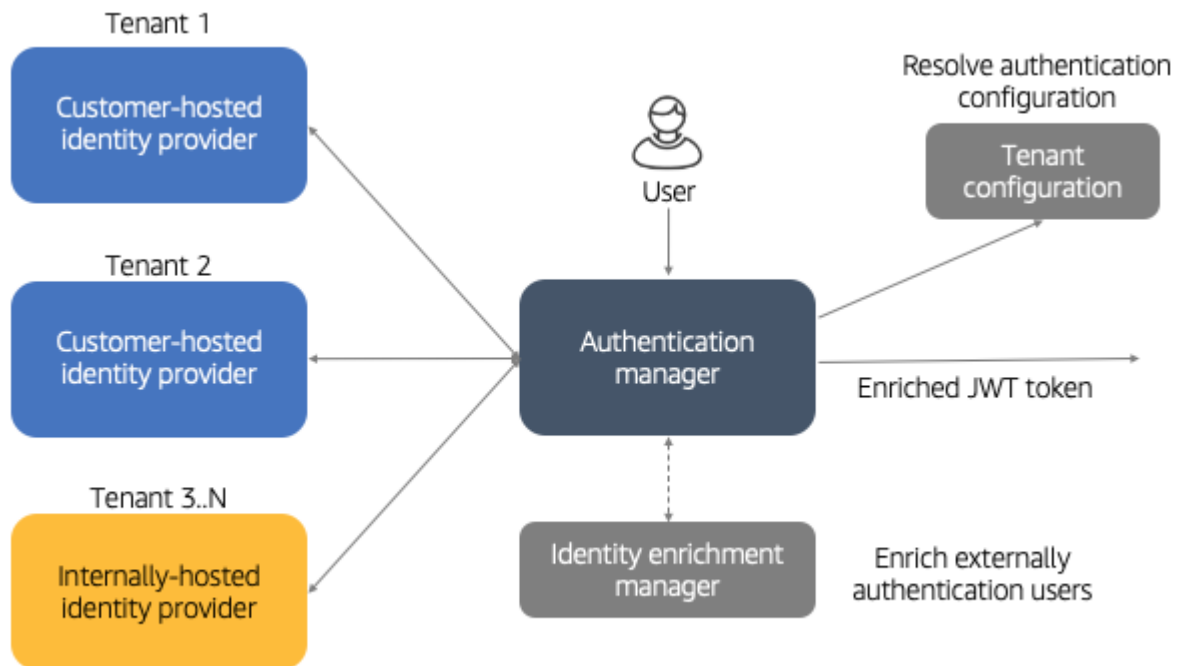 Tenant 1
Customer-hosted
identity provider
Tenant 2
Customer-hosted
identity provider
Tenant 3..N
Internally-hosted
identity provider
User
Authentication
manager
Identity enrichment
manager
Resolve authentication
configuration
Tenant
configuration
Enriched JWT token
Enrich externally
authentication users